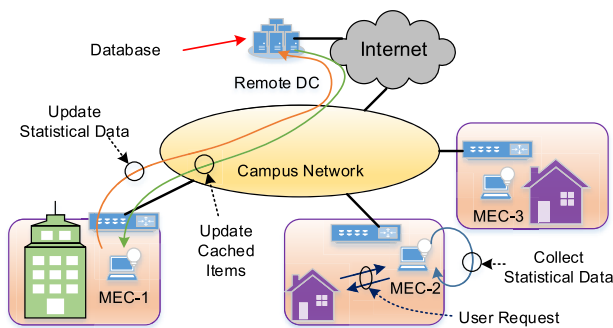 Database
Internet
Remote DC
Update
Statistical Data
Campus Network
MEC-3
Update
Cached
Items
MEC-1
MEC-2
Collect
Statistical Data
User Request